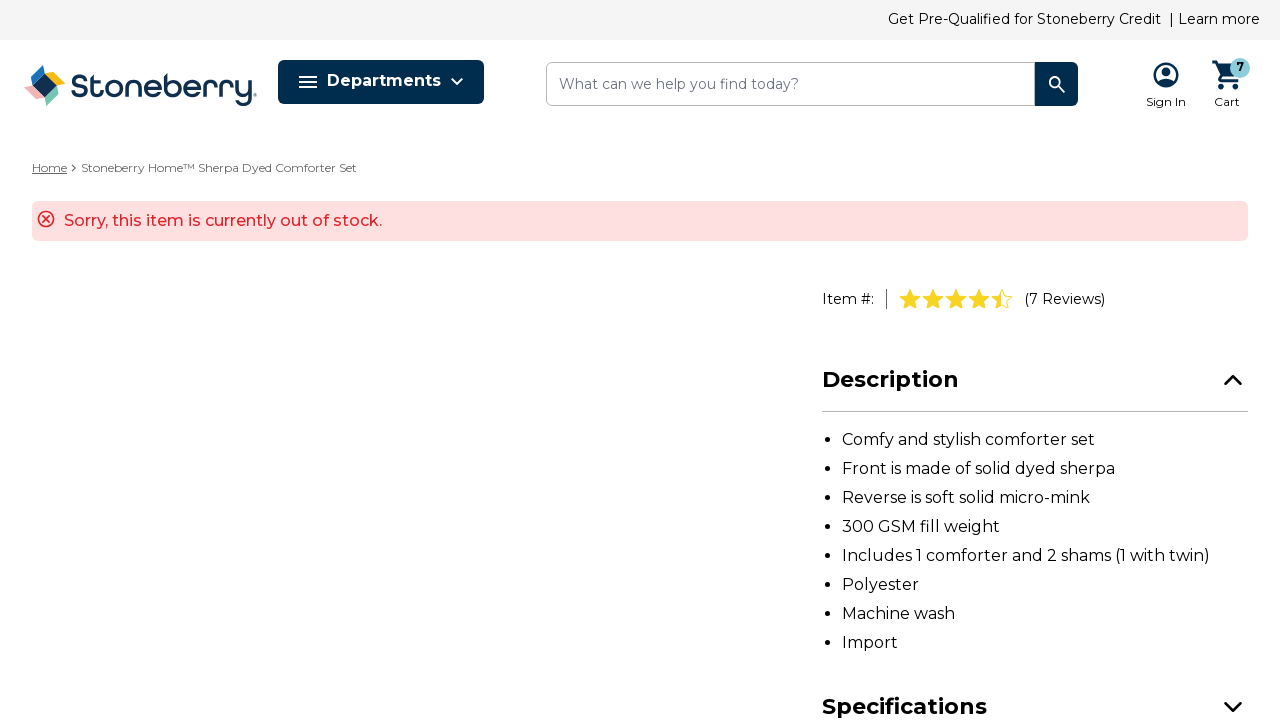 Get Pre-Qualified for Stoneberry Credit | Learn more
Stoneberry®
Departments
What can we help you find today?
7
Sign In
Cart
Home > Stoneberry Home™ Sherpa Dyed Comforter Set
Sorry, this item is currently out of stock.
Item #: | (7 Reviews)
Description
• Comfy and stylish comforter set
• Front is made of solid dyed sherpa
• Reverse is soft solid micro-mink
• 300 GSM fill weight
• Includes 1 comforter and 2 shams (1 with twin)
• Polyester
• Machine wash
• Import
Specifications